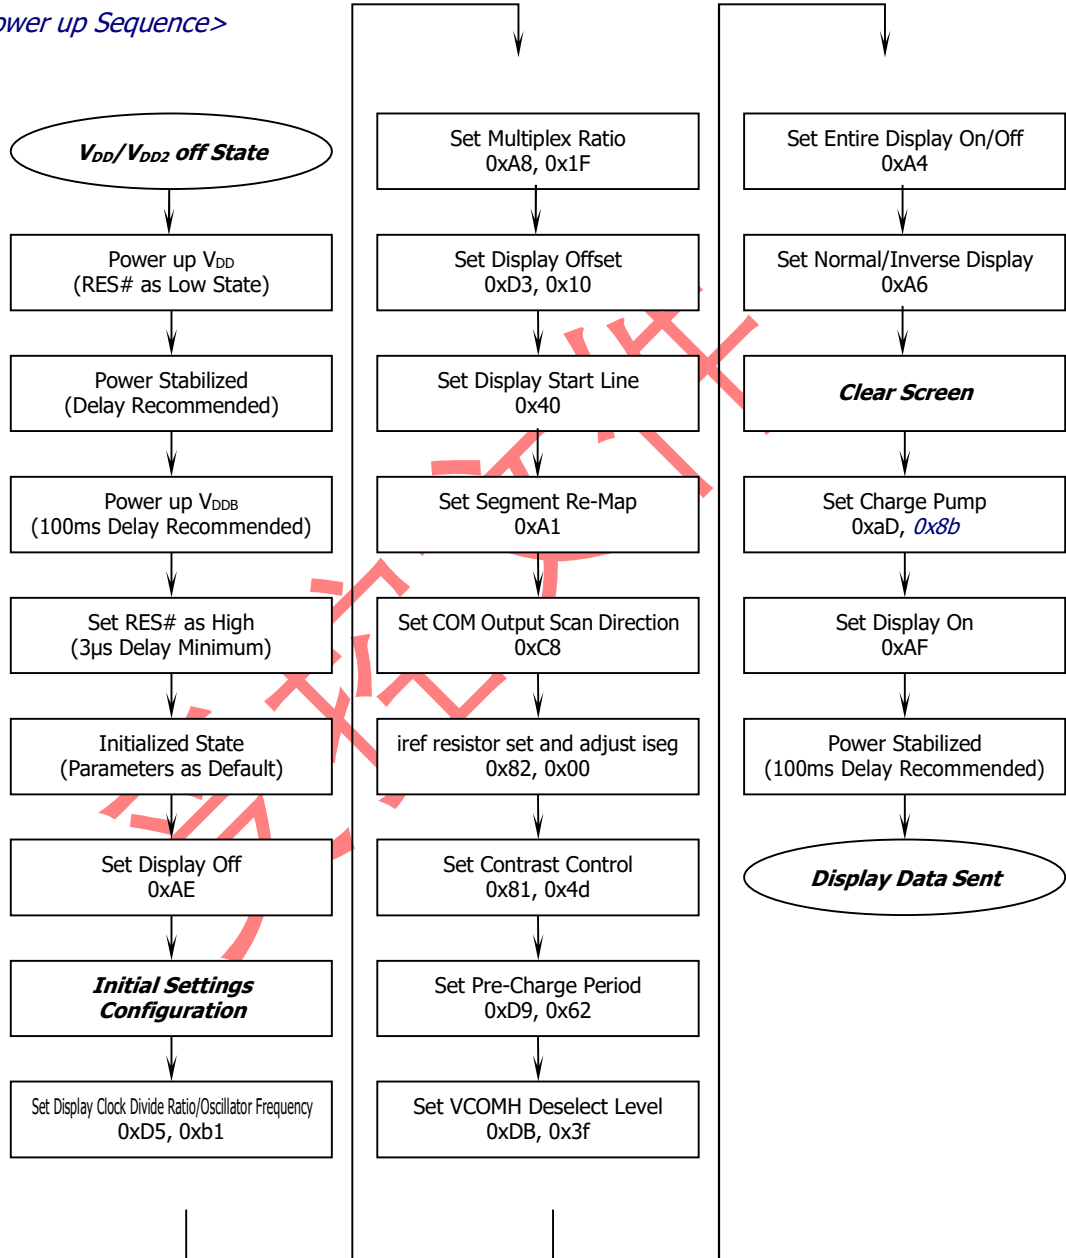 ower up Sequence>
VDD/VDD2 off State
Power up VDD
(RES# as Low State)
Power Stabilized
(Delay Recommended)
Power up VDDB
(100ms Delay Recommended)
Set RES# as High
(3µs Delay Minimum)
Initialized State
(Parameters as Default)
Set Display Off
0xAE
Initial Settings
Configuration
Set Display Clock Divide Ratio/Oscillator Frequency
0xD5, 0xb1
Set Multiplex Ratio
0xA8, 0x1F
Set Display Offset
0xD3, 0x10
Set Display Start Line
0x40
Set Segment Re-Map
0xA1
Set COM Output Scan Direction
0xC8
iref resistor set and adjust iseg
0x82, 0x00
Set Contrast Control
0x81, 0x4d
Set Pre-Charge Period
0xD9, 0x62
Set VCOMH Deselect Level
0xDB, 0x3f
Set Entire Display On/Off
0xA4
Set Normal/Inverse Display
0xA6
Clear Screen
Set Charge Pump
0xaD, 0x8b
Set Display On
0xAF
Power Stabilized
(100ms Delay Recommended)
Display Data Sent